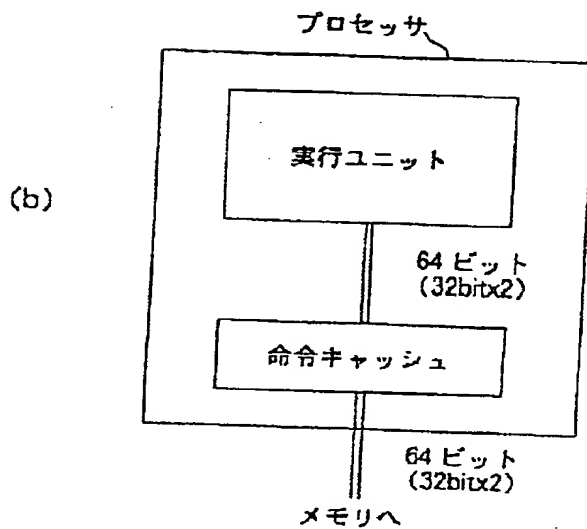 プロセッサ
実行ユニット
(b)
64 ビット
(32bitx2)
命令キャッシュ
64 ビット
(32bitx2)
メモリへ